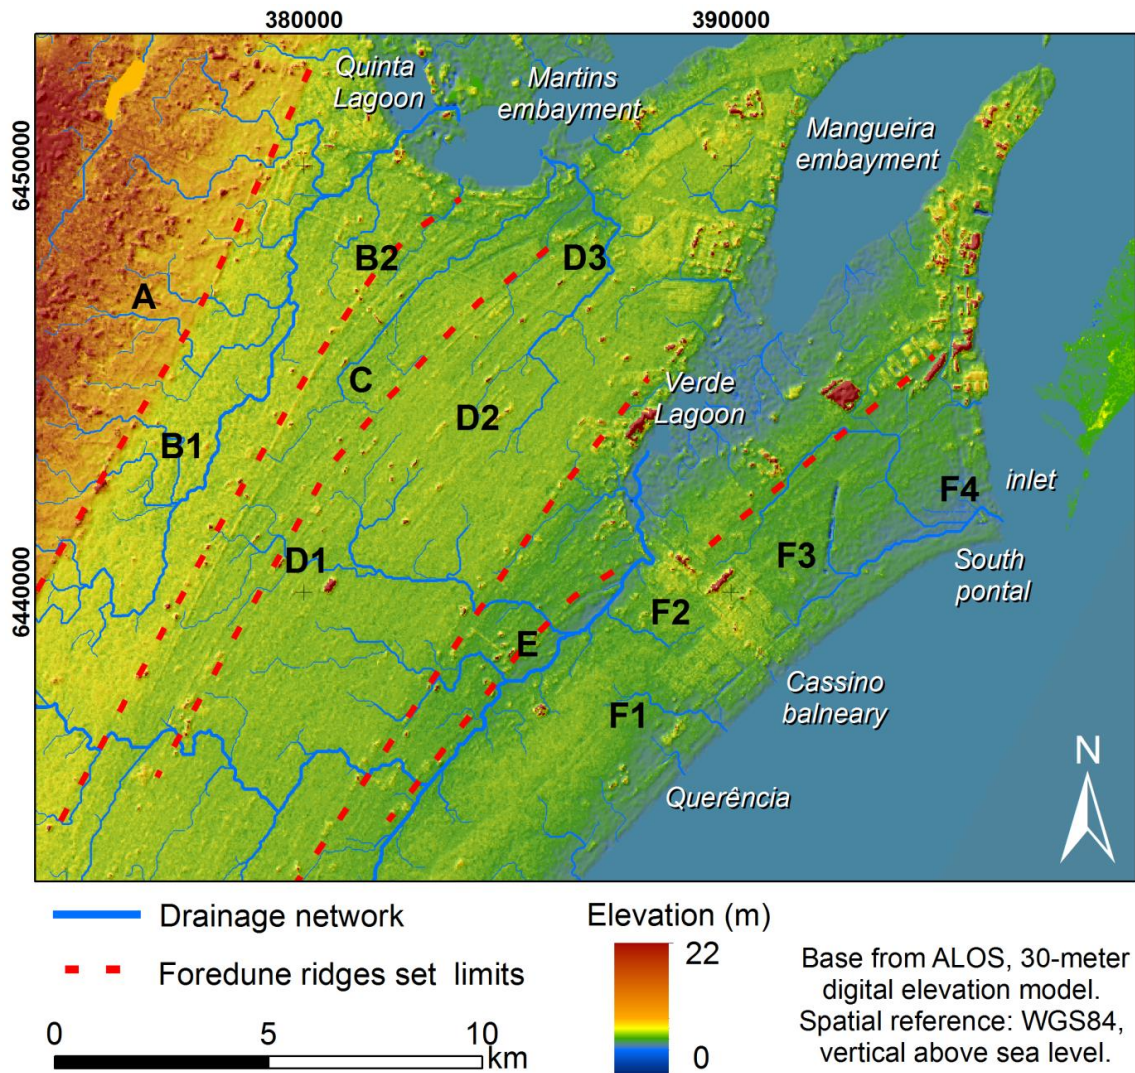 380000
390000
Quinta
Lagoon
Martins
embayment
Mangueira
embayment
6450000
B2
D3
A
C
Verde
Lagoon
D2
B1
F4
inlet
D1
F3
South
pontal
6440000
F2
E
Cassino
balneary
F1
N
Querência
Drainage network
Foredune ridges set limits
0
5
10
km
Elevation (m)
22
0
Base from ALOS, 30-meter
digital elevation model.
Spatial reference: WGS84,
vertical above sea level.